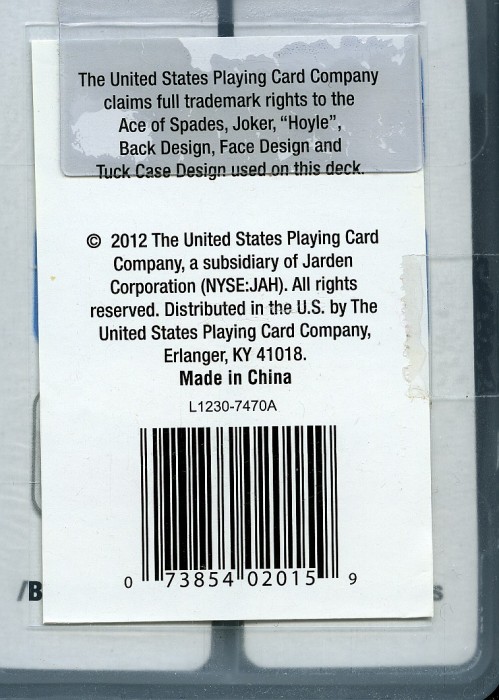 The United States Playing Card Company
claims full trademark rights to the
Ace of Spades, Joker, “Hoyle”,
Back Design, Face Design and
Tuck Case Design used on this deck.
© 2012 The United States Playing Card
Company, a subsidiary of Jarden
Corporation (NYSE:JAH). All rights
reserved. Distributed in the U.S. by The
United States Playing Card Company,
Erlanger, KY 41018.
Made in China
L1230-7470A
0 73854 02015 9
/B
s